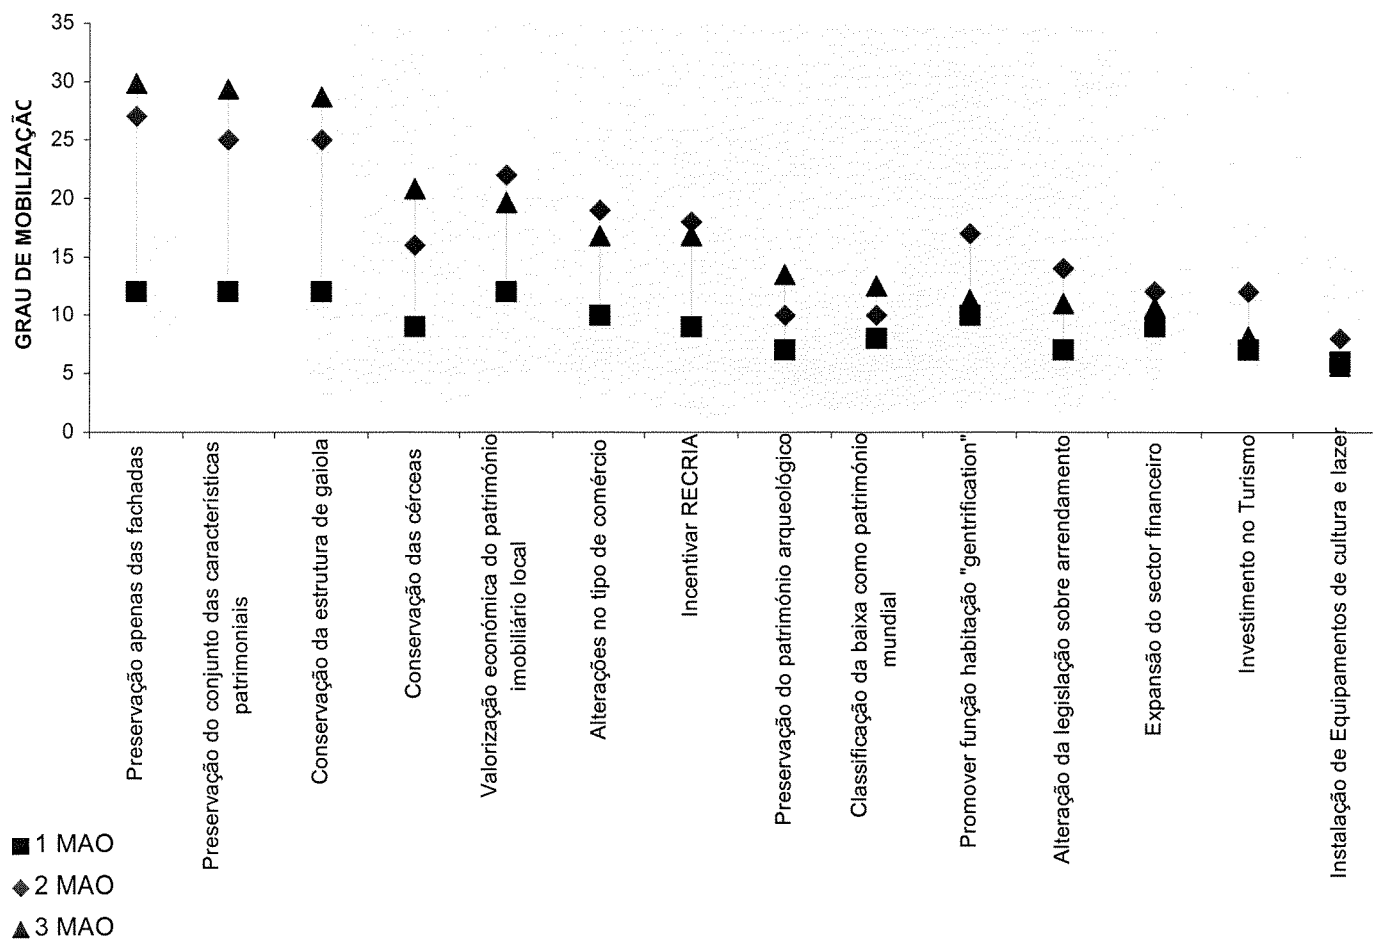 35
30
25
20
15
10
5
0
GRAU DE MOBILIZAÇÃO
Preservação apenas das fachadas
Preservação do conjunto das características
patrimoniais
Conservação da estrutura de gaiola
Conservação das cérceas
Valorização económica do património
imobiliário local
Alterações no tipo de comércio
Incentivar RECRIA
Preservação do património arqueológico
Classificação da baixa como património
mundial
Promover função habitação "gentrification"
Alteração da legislação sobre arrendamento
Expansão do sector financeiro
Investimento no Turismo
Instalação de Equipamentos de cultura e lazer
1 MAO
2 MAO
3 MAO